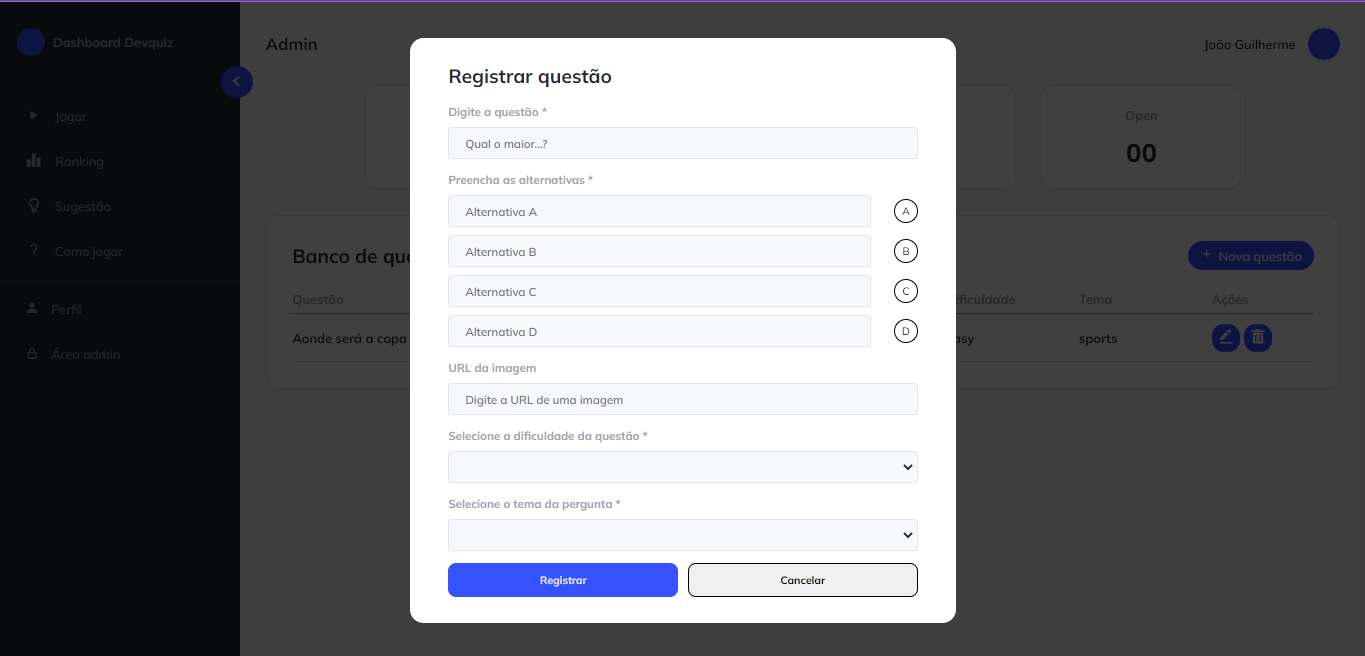 Dashboard Devquiz
Jogar
Ranking
Sugestão
Como jogar
Perfil
Área admin
Admin
João Guilherme
Open
00
Banco de que
Nova questão
Questão
ificuldade
Tema
Ações
Aonde será a copa
asy
sports
Registrar questão
Digite a questão *
Qual o maior...?
Preencha as alternativas *
Alternativa A
A
Alternativa B
B
Alternativa C
C
Alternativa D
D
URL da imagem
Digite a URL de uma imagem
Selecione a dificuldade da questão *
Selecione o tema da pergunta *
Registrar
Cancelar